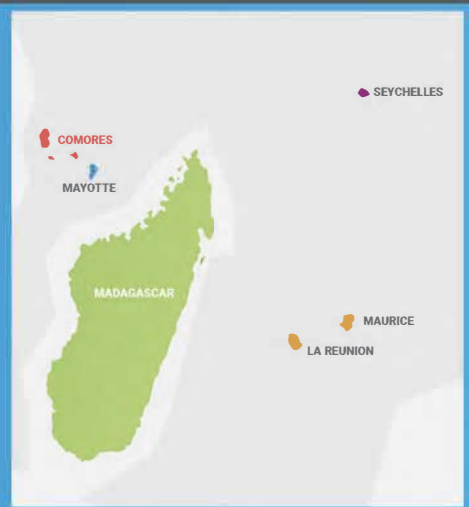 SEYCHELLES
COMORES
MAYOTTE
MADAGASCAR
MAURICE
LA REUNION